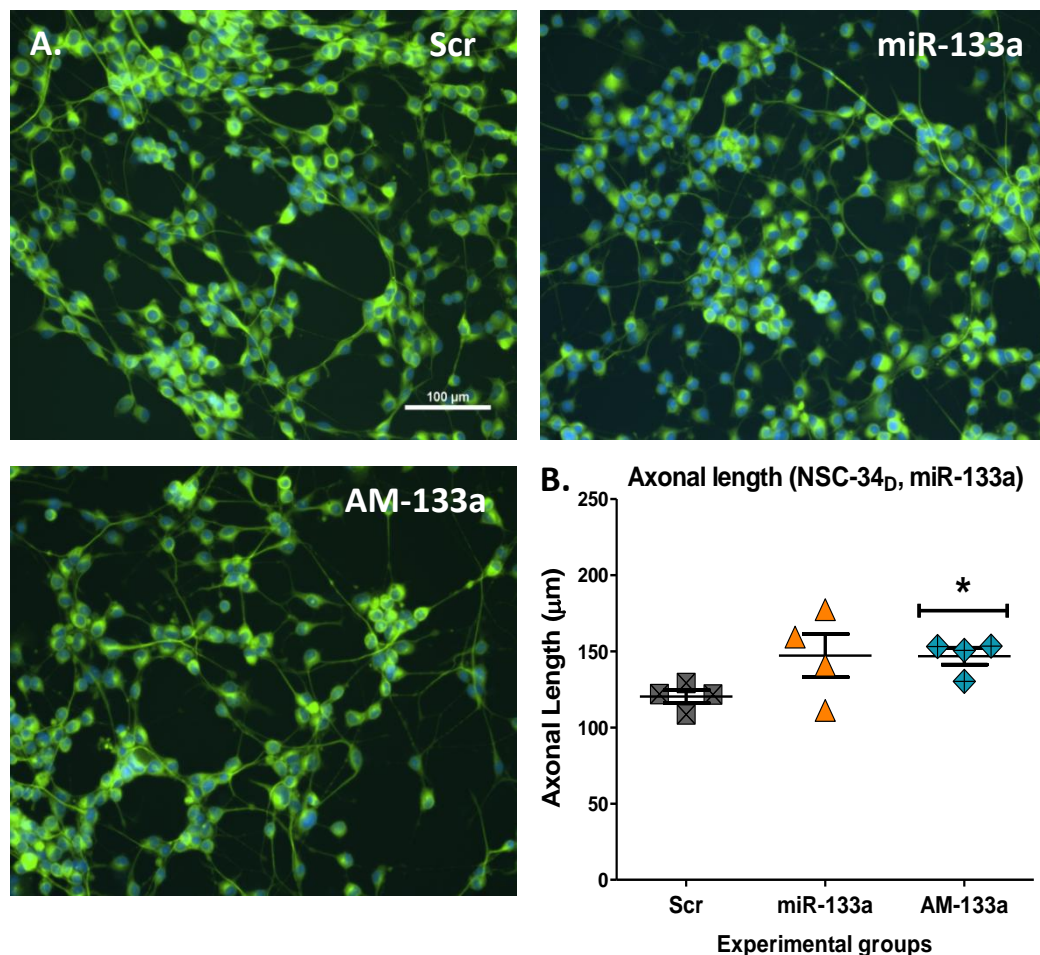 A.
Scr
miR-133a
100 µm
AM-133a
B.
Axonal length (NSC-34D, miR-133a)
250
200
150
100
50
0
Axonal Length (µm)
*
Scr
miR-133a
AM-133a
Experimental groups